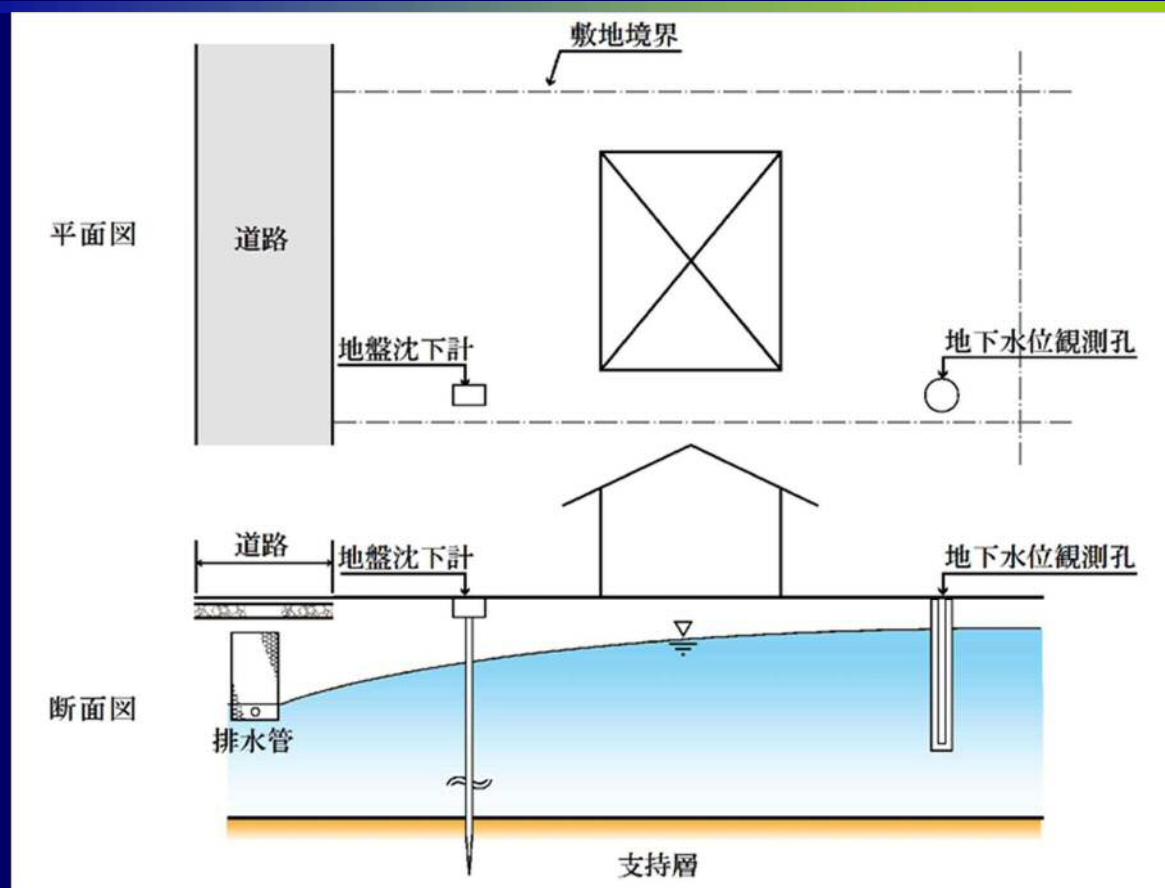 敷地境界
平面図
道路
地盤沈下計
地下水位観測孔
道路
地盤沈下計
地下水位観測孔
断面図
排水管
支持層